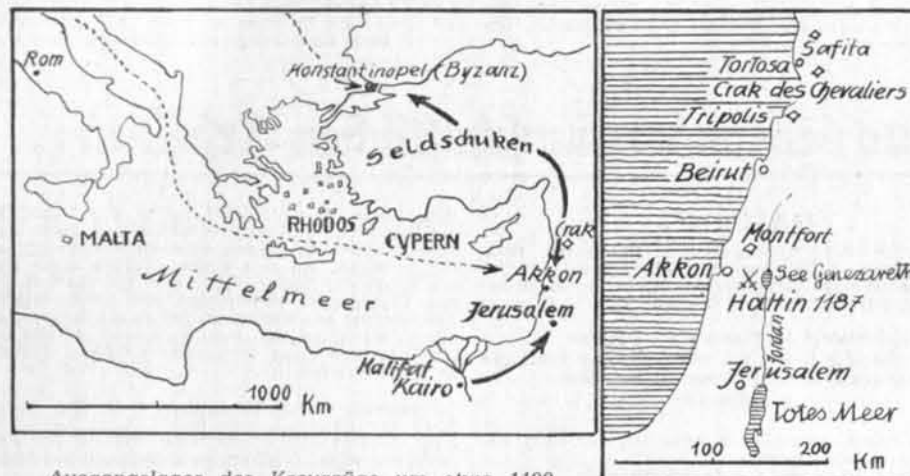 Rom
Konstantinopel (Byzanz)
Seldschuken
RHODOS
CYPERN
Crak
MALTA
Akkon
Mittelmeer
Jerusalem
Kalifat
Kairo
1000 Km
Safita
Tortosa
Crak des Chevaliers
Tripolis
Beirut
Montfort
Akkon
See Genezareth
Hattin 1187
Jordan
Jerusalem
Totes Meer
100 Km 200